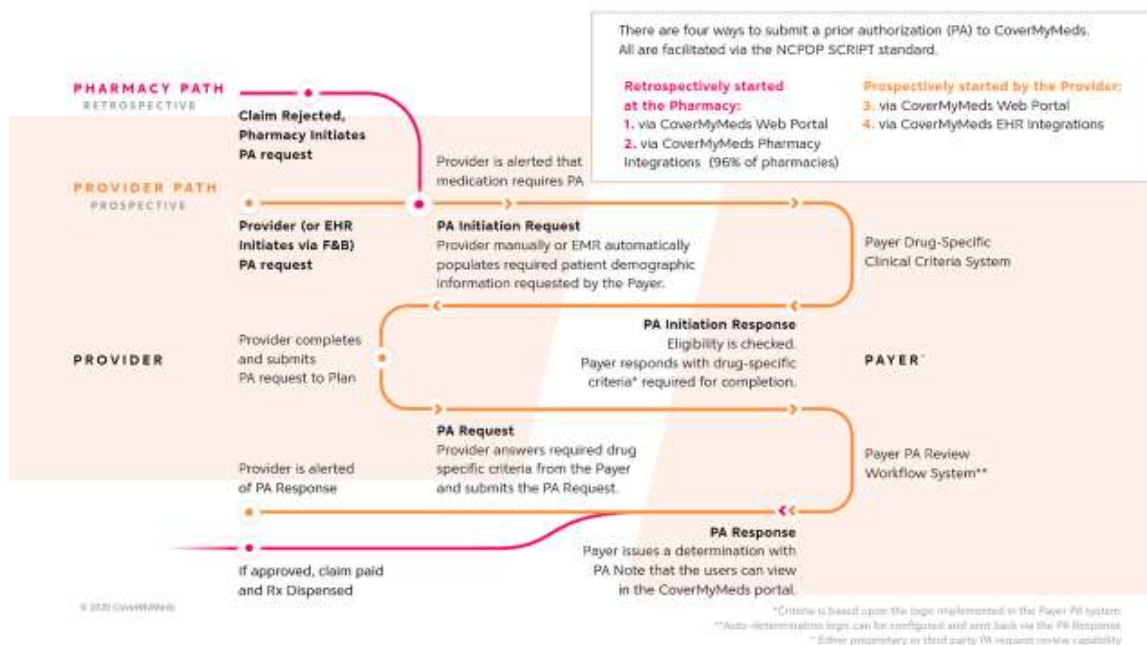 There are four ways to submit a prior authorization (PA) to CoverMyMeds.
All are facilitated via the NCPDP SCRIPT standard.
Retrospectively started
at the Pharmacy:
1. via CoverMyMeds Web Portal
2. via CoverMyMeds Pharmacy
Integrations (96% of pharmacies)
Prospectively started by the Provider:
3. via CoverMyMeds Web Portal
4. via CoverMyMeds EHR Integrations
PHARMACY PATH
RETROSPECTIVE
Claim Rejected,
Pharmacy Initiates
PA request
Provider is alerted that
medication requires PA
PROVIDER PATH
PROSPECTIVE
Provider (or EHR
Initiates via F&B)
PA request
PA Initiation Request
Provider manually or EMR automatically
populates required patient demographic
information requested by the Payer.
Payer Drug-Specific
Clinical Criteria System
PROVIDER
Provider completes
and submits
PA request to Plan
PA Initiation Response
Eligibility is checked.
Payer responds with drug-specific
criteria* required for completion.
PAYER
PA Request
Provider answers required drug
specific criteria from the Payer
and submits the PA Request.
Payer PA Review
Workflow System**
Provider is alerted
of PA Response
PA Response
Payer issues a determination with
PA Note that the users can view
in the CoverMyMeds portal.
If approved, claim paid
and Rx Dispensed
© 2020 CoverMyMeds
*Criteria is based upon the logic implemented in the Payer PA system
**Auto-determination logic can be configured and sent back via the PA Response
Either proprietary or third party PA request review capability